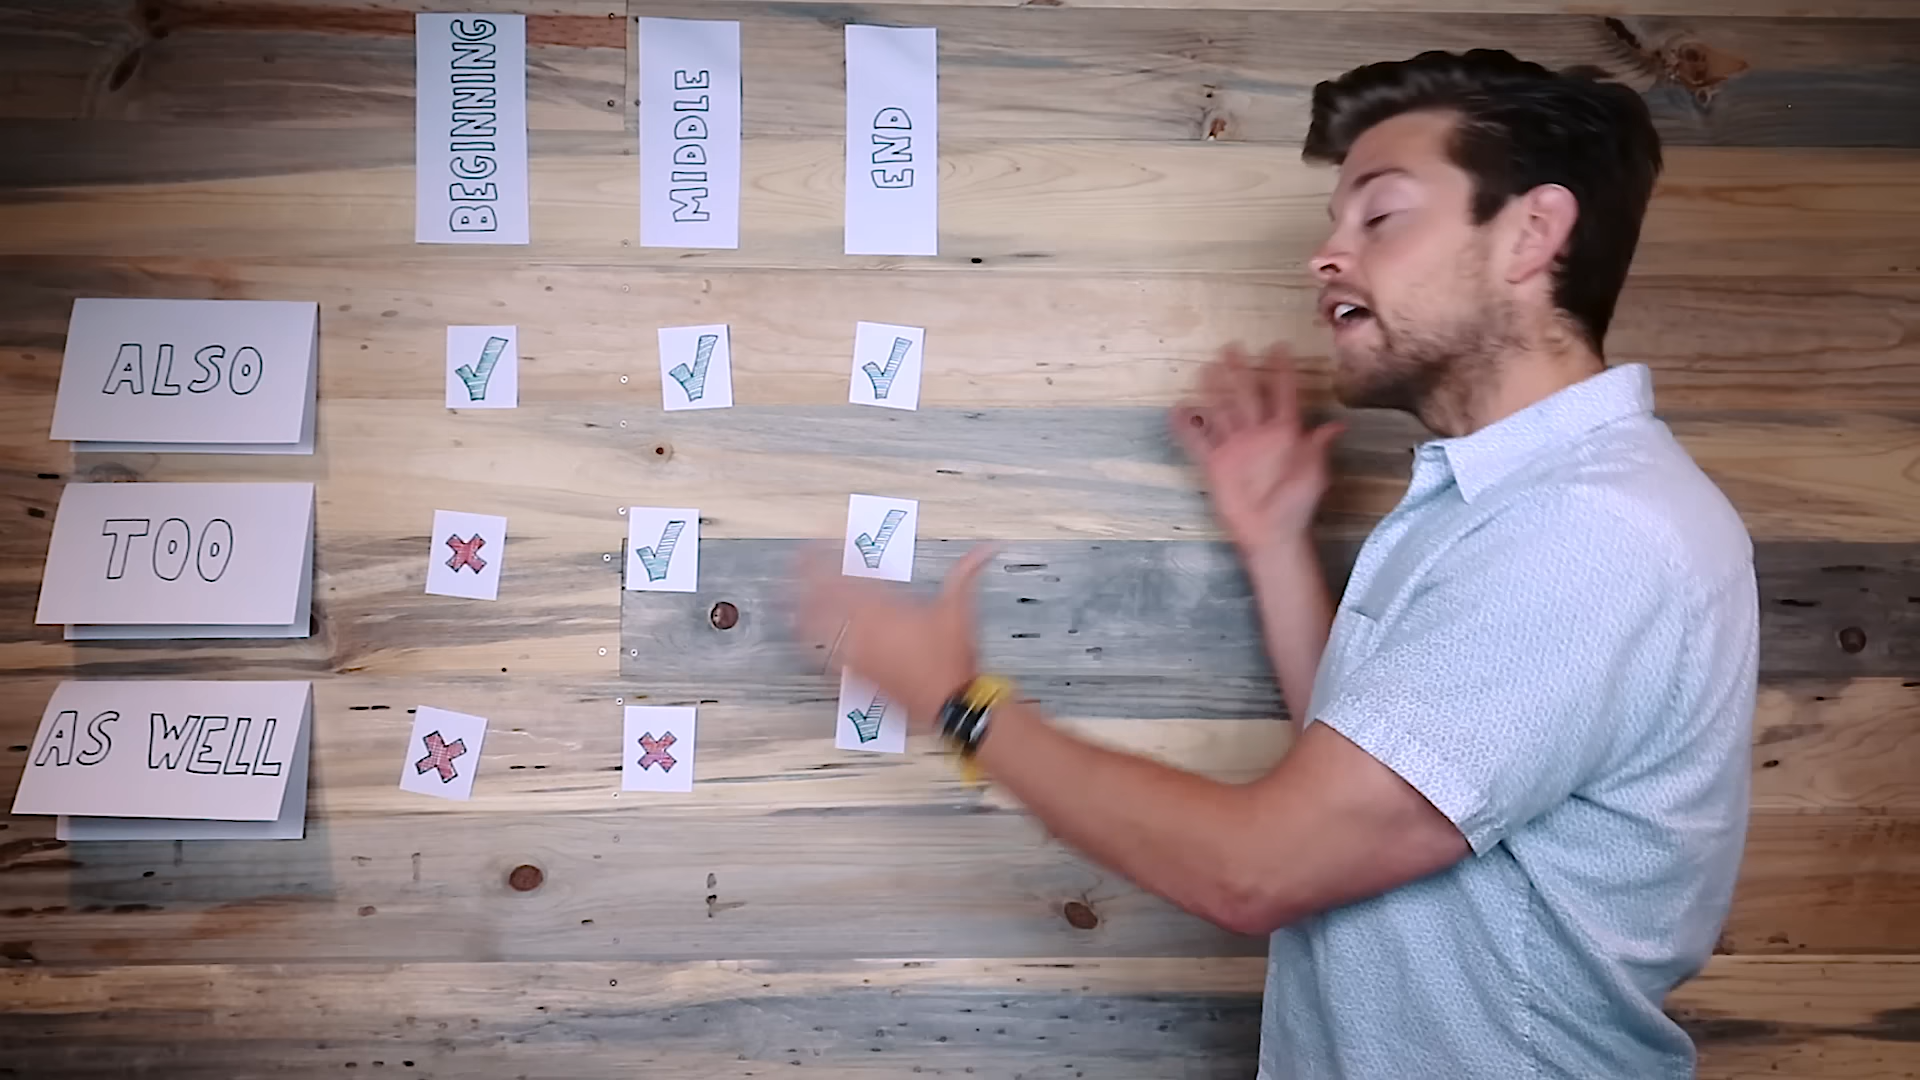 BEGINNING
MIDDLE
END
ALSO
TOO
AS WELL